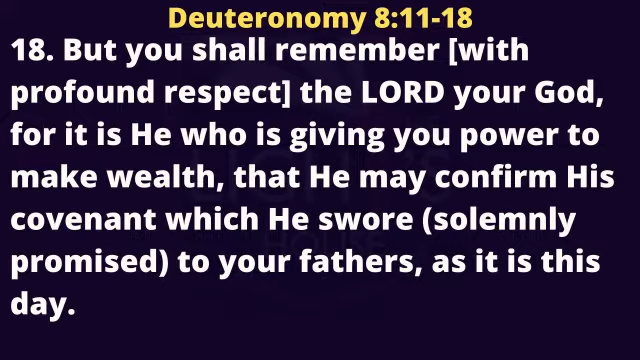 Deuteronomy 8:11-18
18. But you shall remember [with
profound respect] the LORD your God,
for it is He who is giving you power to
make wealth, that He may confirm His
covenant which He swore (solemnly
promised) to your fathers, as it is this
day.